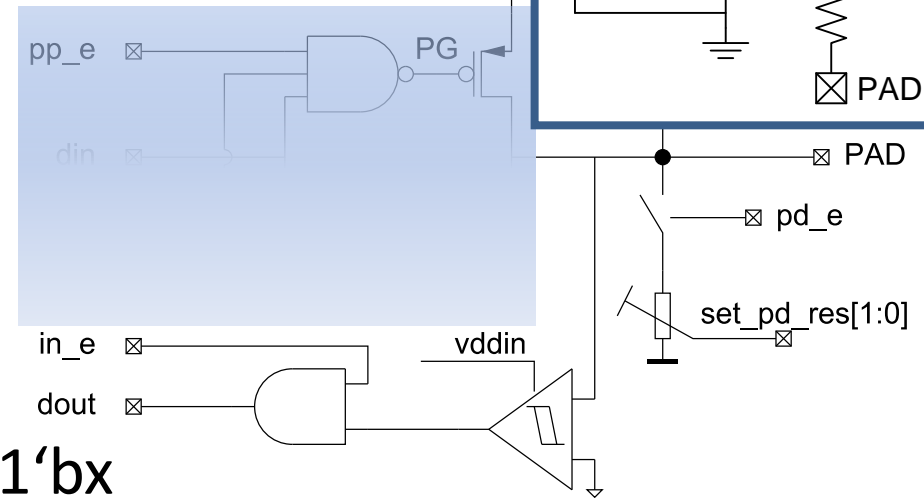 pp_e
PG
PAD
din
PAD
pd_e
set_pd_res[1:0]
in_e
vddin
dout
1‘bx